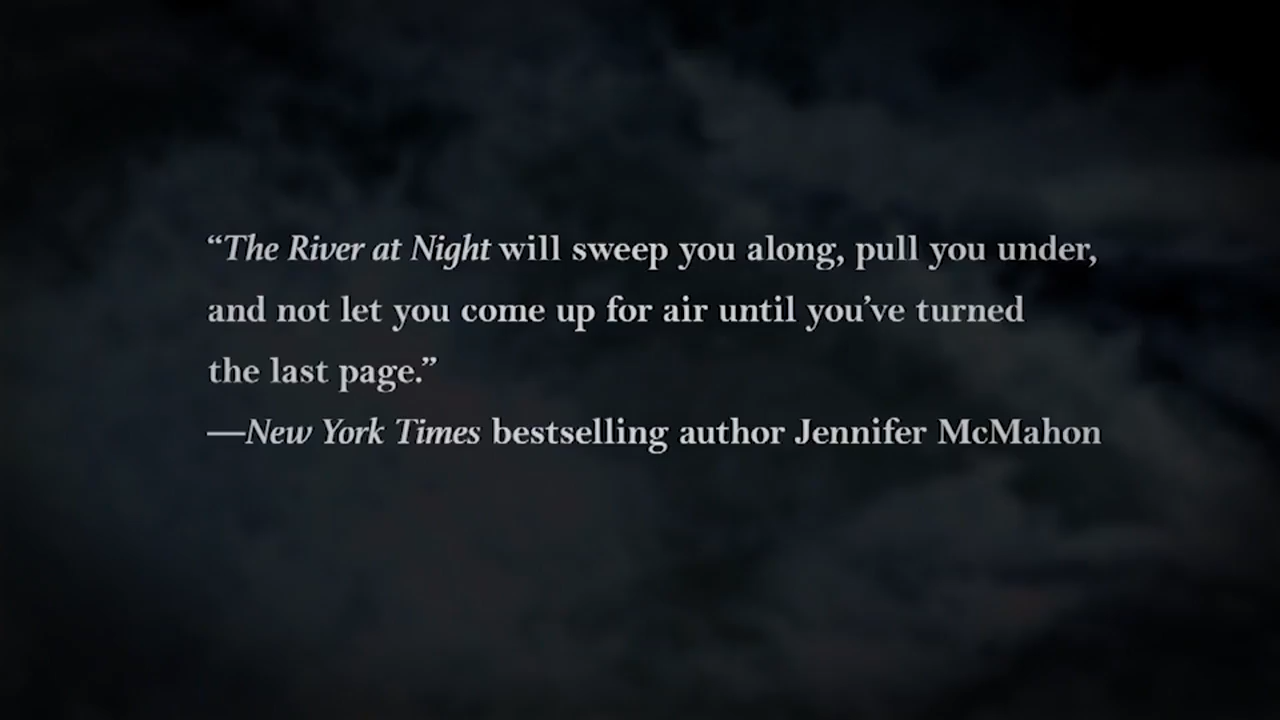 “The River at Night will sweep you along, pull you under,
and not let you come up for air until you’ve turned
the last page.”
—New York Times bestselling author Jennifer McMahon